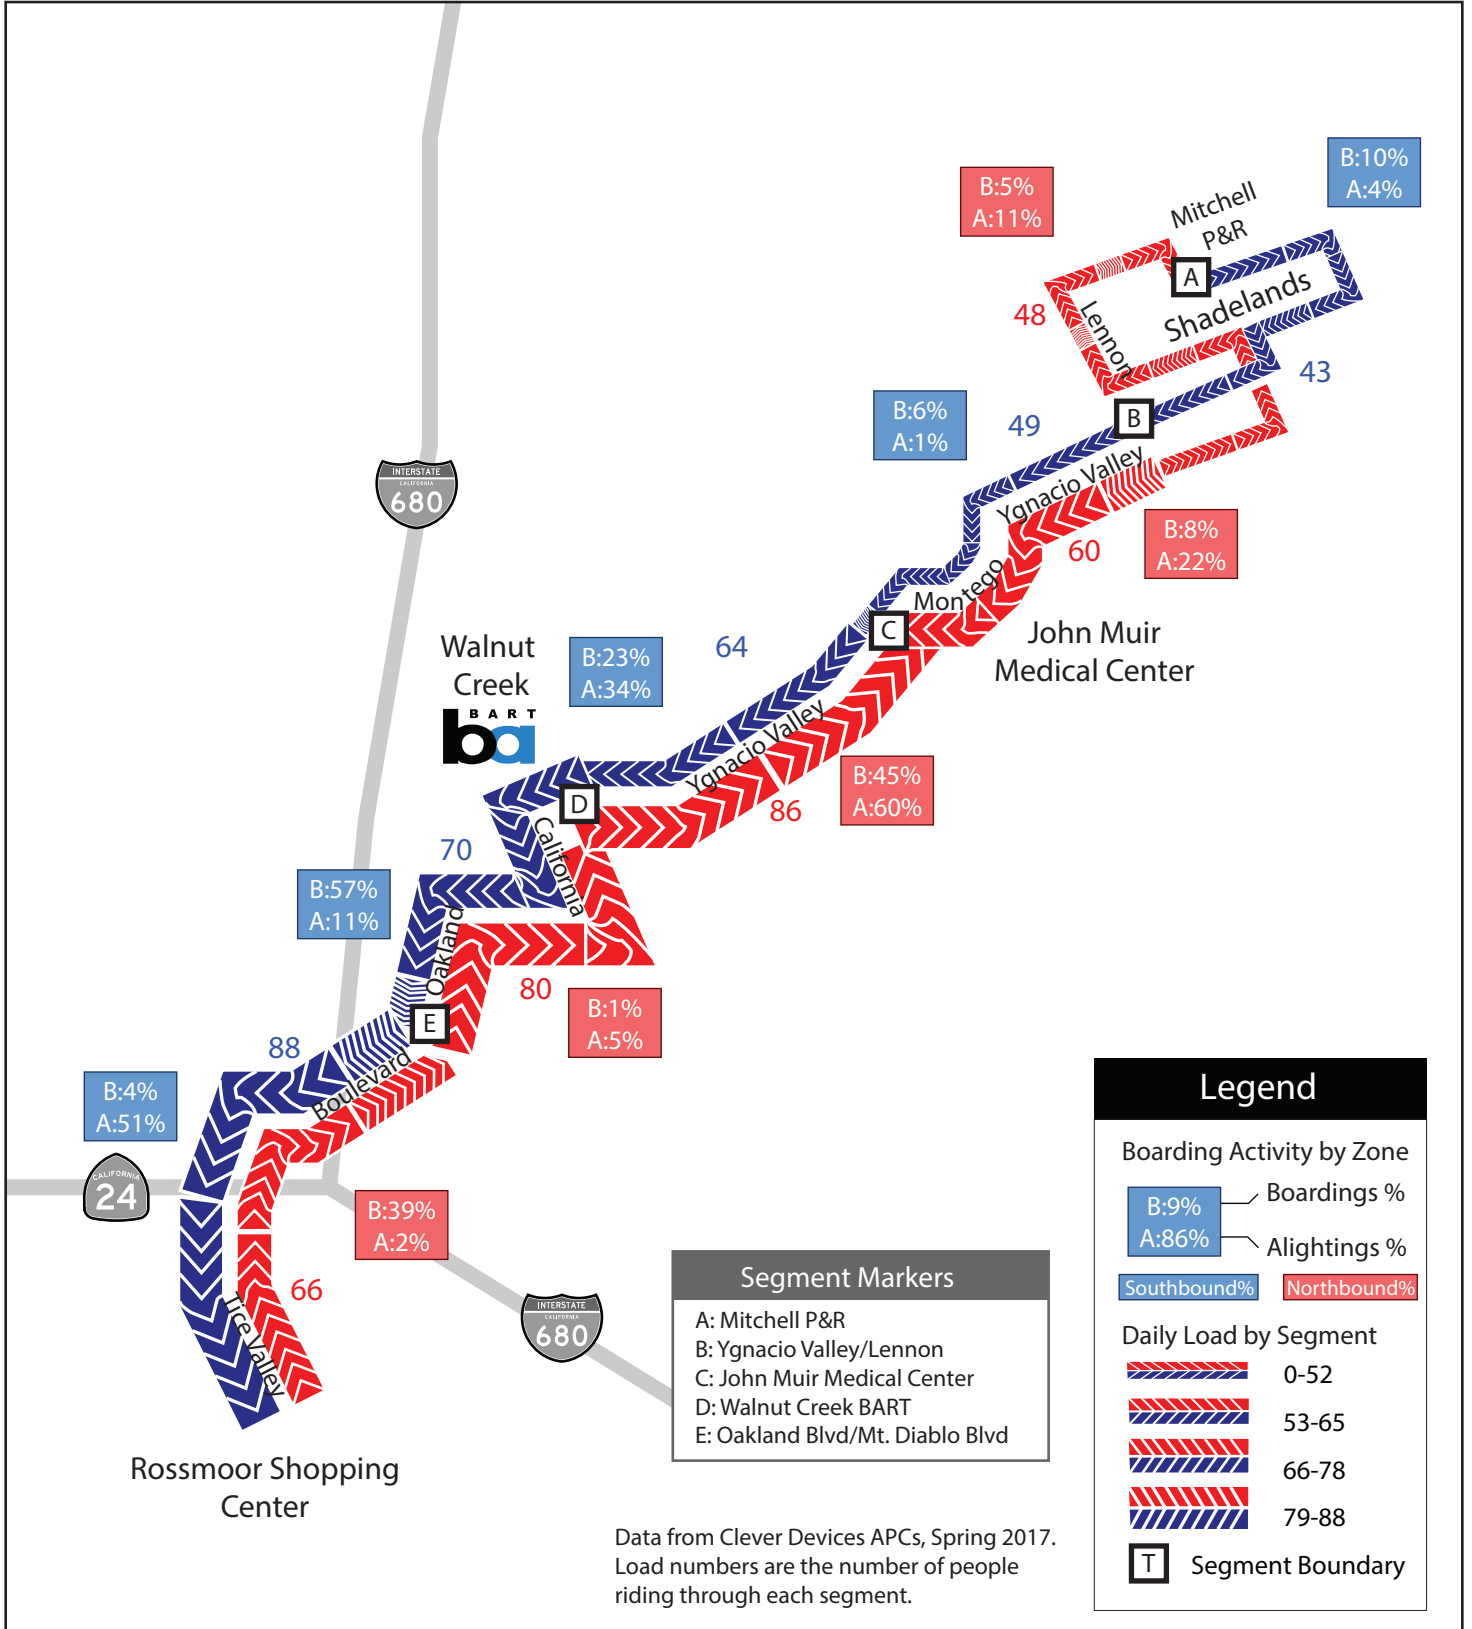 B:10%
A:4%
B:5%
A:11%
Mitchell
P&R
A
Shadelands
48
Lennon
43
B:6%
A:1%
49
B
INTERSTATE
CALIFORNIA
680
Ygnacio Valley
60
B:8%
A:22%
Montego
C
John Muir
Medical Center
Walnut
Creek
BART
ba
B:23%
A:34%
64
Ygnacio Valley
B:45%
A:60%
86
D
California
70
B:57%
A:11%
Oakland
80
B:1%
A:5%
E
88
Boulevard
B:4%
A:51%
CALIFORNIA
24
B:39%
A:2%
66
Tice Valley
INTERSTATE
CALIFORNIA
680
Rossmoor Shopping
Center
Segment Markers
A: Mitchell P&R
B: Ygnacio Valley/Lennon
C: John Muir Medical Center
D: Walnut Creek BART
E: Oakland Blvd/Mt. Diablo Blvd
Data from Clever Devices APCs, Spring 2017.
Load numbers are the number of people
riding through each segment.
Legend
Boarding Activity by Zone
B:9%
A:86%
Boardings %
Alightings %
Southbound%
Northbound%
Daily Load by Segment
0-52
53-65
66-78
79-88
T
Segment Boundary